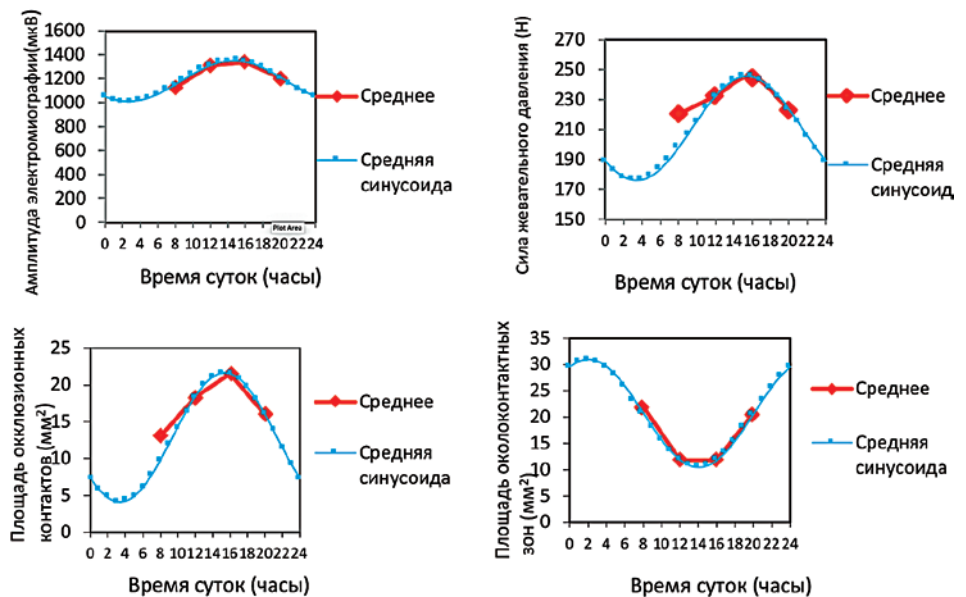 Амплитуда электромиографии(мкВ)
1600
1400
1200
1000
800
600
400
200
0
0 2 4 6 8 10 12 14 16 18 20 22 24
Plot Area
Время суток (часы)
Среднее
Средняя
синусоида
Сила жевательного давления (Н)
270
250
230
210
190
170
150
0 2 4 6 8 10 12 14 16 18 20 22 24
Время суток (часы)
Среднее
Средняя
синусоид
Площадь окклюзионных
контактов (мм²)
25
20
15
10
5
0
0 2 4 6 8 10 12 14 16 18 20 22 24
Время суток (часы)
Среднее
Средняя
синусоида
Площадь околоконтактных
зон (мм²)
35
30
25
20
15
10
5
0
0 2 4 6 8 10 12 14 16 18 20 22 24
Время суток (часы)
Среднее
Средняя
синусоида